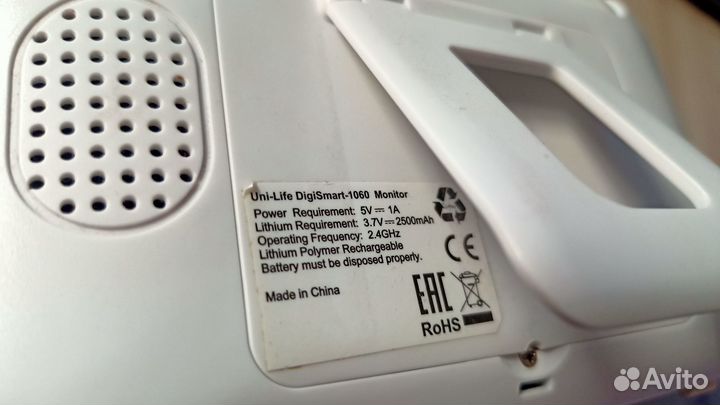 Uni-Life DigiSmart-1060 Monitor
Power Requirement: 5V⎓1A
Lithium Requirement: 3.7V⎓2500mAh
Operating Frequency: 2.4GHz
Lithium Polymer Rechargeable
Battery must be disposed properly.
Made in China
CE
EAC
RoHS
Avito